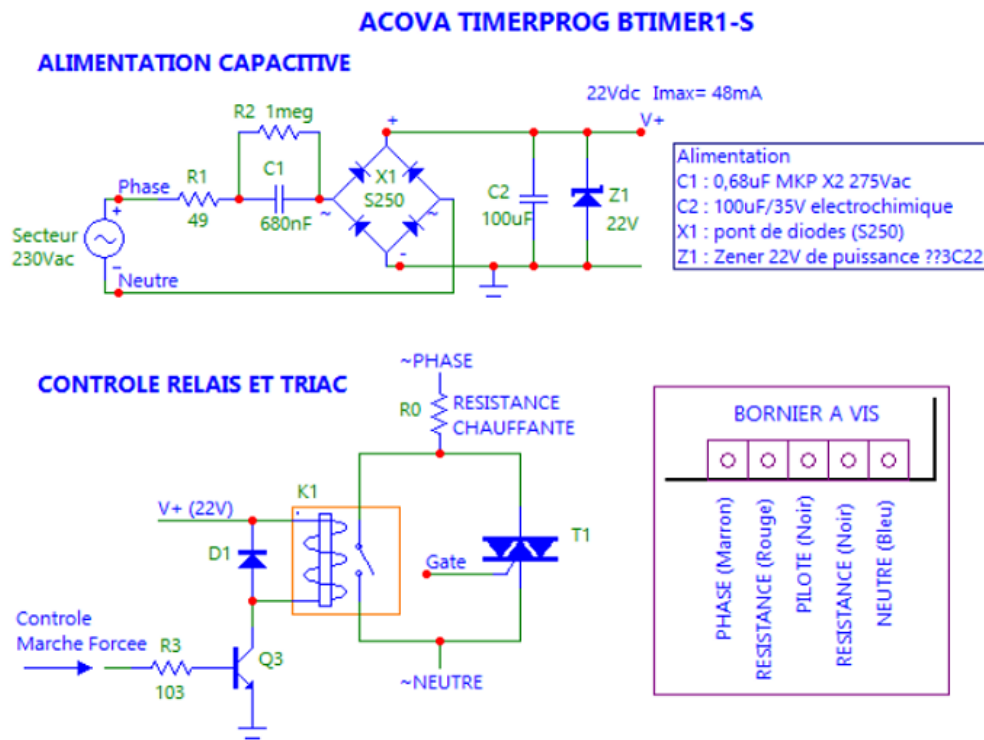 ACOVA TIMERPROG BTIMER1-S
ALIMENTATION CAPACITIVE
22Vdc Imax= 48mA
R2 1meg
V+
+
C1
X1
S250
Phase
R1
+
49
680nF
~
~
C2
100uF
Z1
22V
Secteur
230Vac
-
-
Neutre
Alimentation
C1 : 0,68uF MKP X2 275Vac
C2 : 100uF/35V electrochimique
X1 : pont de diodes (S250)
Z1 : Zener 22V de puissance ??3C22
CONTROLE RELAIS ET TRIAC
~PHASE
R0
RESISTANCE
CHAUFFANTE
K1
V+ (22V)
D1
T1
Gate
Controle
Marche Forcee
R3
103
Q3
~NEUTRE
BORNIER A VIS
PHASE (Marron)
RESISTANCE (Rouge)
PILOTE (Noir)
RESISTANCE (Noir)
NEUTRE (Bleu)